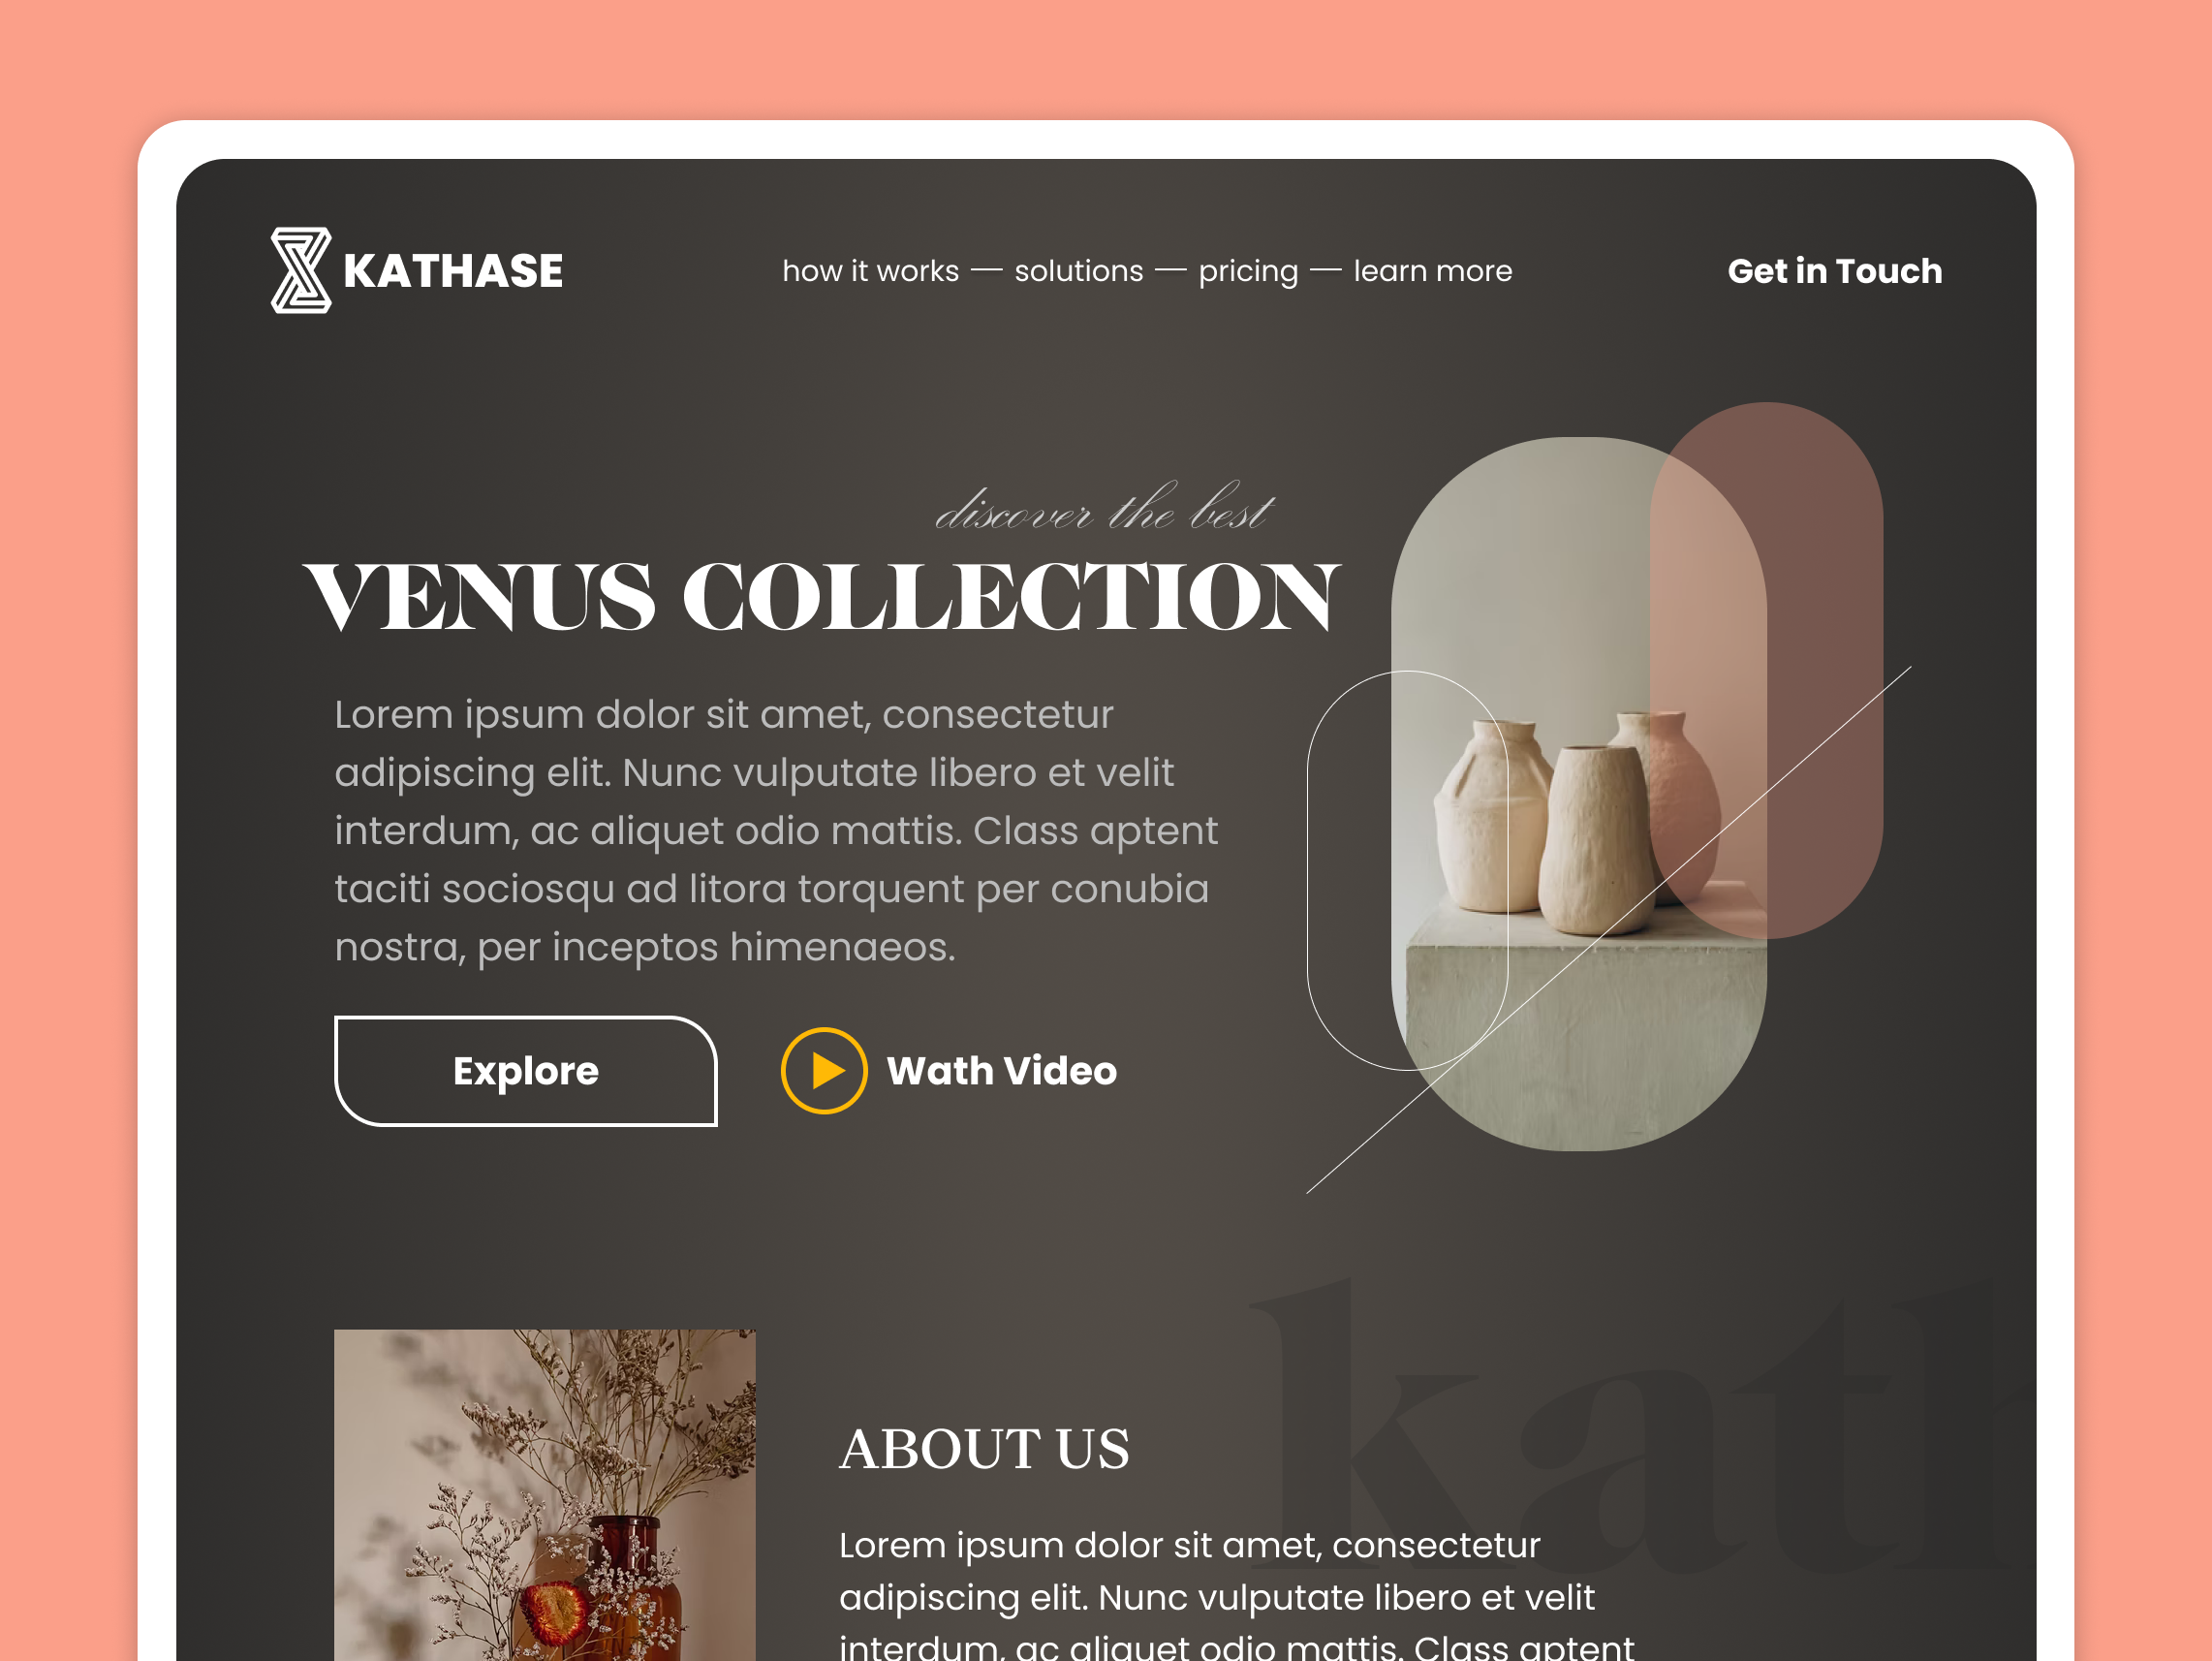 KATHASE
how it works — solutions — pricing — learn more
Get in Touch
discover the best
VENUS COLLECTION
Lorem ipsum dolor sit amet, consectetur
adipiscing elit. Nunc vulputate libero et velit
interdum, ac aliquet odio mattis. Class aptent
taciti sociosqu ad litora torquent per conubia
nostra, per inceptos himenaeos.
Explore
Wath Video
kath
ABOUT US
Lorem ipsum dolor sit amet, consectetur
adipiscing elit. Nunc vulputate libero et velit
interdum, ac aliquet odio mattis. Class aptent